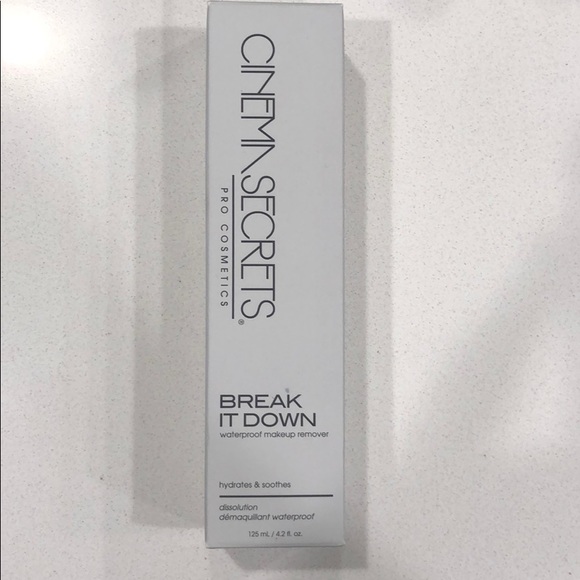 CINEMA SECRETS®
PRO COSMETICS
BREAK
IT DOWN
waterproof makeup remover
hydrates & soothes
dissolution
démaquillant waterproof
125 mL / 4.2 fl. oz.